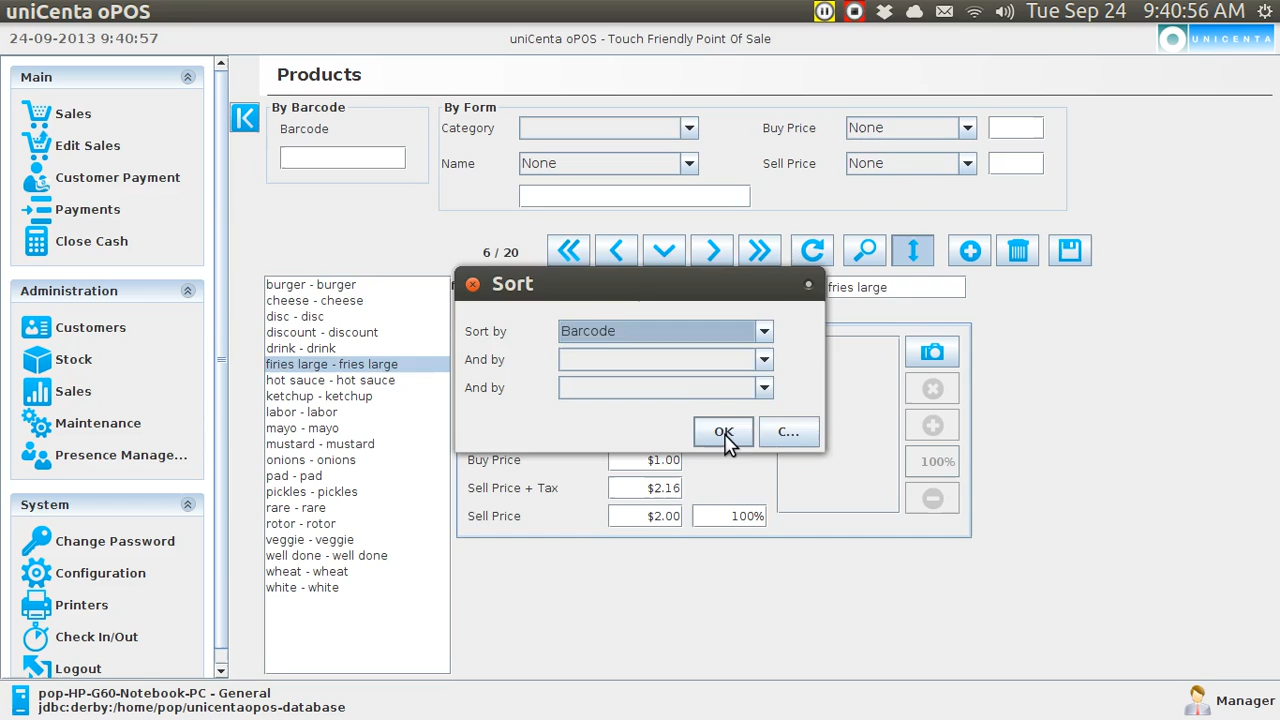 uniCenta oPOS
Tue Sep 24 9:40:56 AM
24-09-2013 9:40:57
uniCenta oPOS - Touch Friendly Point Of Sale
UNICENTA
Main
Sales
Edit Sales
Customer Payment
Payments
Close Cash
Administration
Customers
Stock
Sales
Maintenance
Presence Manage...
System
Change Password
Configuration
Printers
Check In/Out
Logout
Products
By Barcode
Barcode
By Form
Category
Buy Price
None
Name
None
Sell Price
None
6 / 20
burger - burger
cheese - cheese
disc - disc
discount - discount
drink - drink
firies large - fries large
hot sauce - hot sauce
ketchup - ketchup
labor - labor
mayo - mayo
mustard - mustard
onions - onions
pad - pad
pickles - pickles
rare - rare
rotor - rotor
veggie - veggie
well done - well done
wheat - wheat
white - white
fries large
Sort
Sort by
Barcode
And by
And by
OK
C...
Buy Price
$1.00
Sell Price + Tax
$2.16
Sell Price
$2.00
100%
100%
pop-HP-G60-Notebook-PC - General
jdbc:derby:/home/pop/unicentaopos-database
Manager